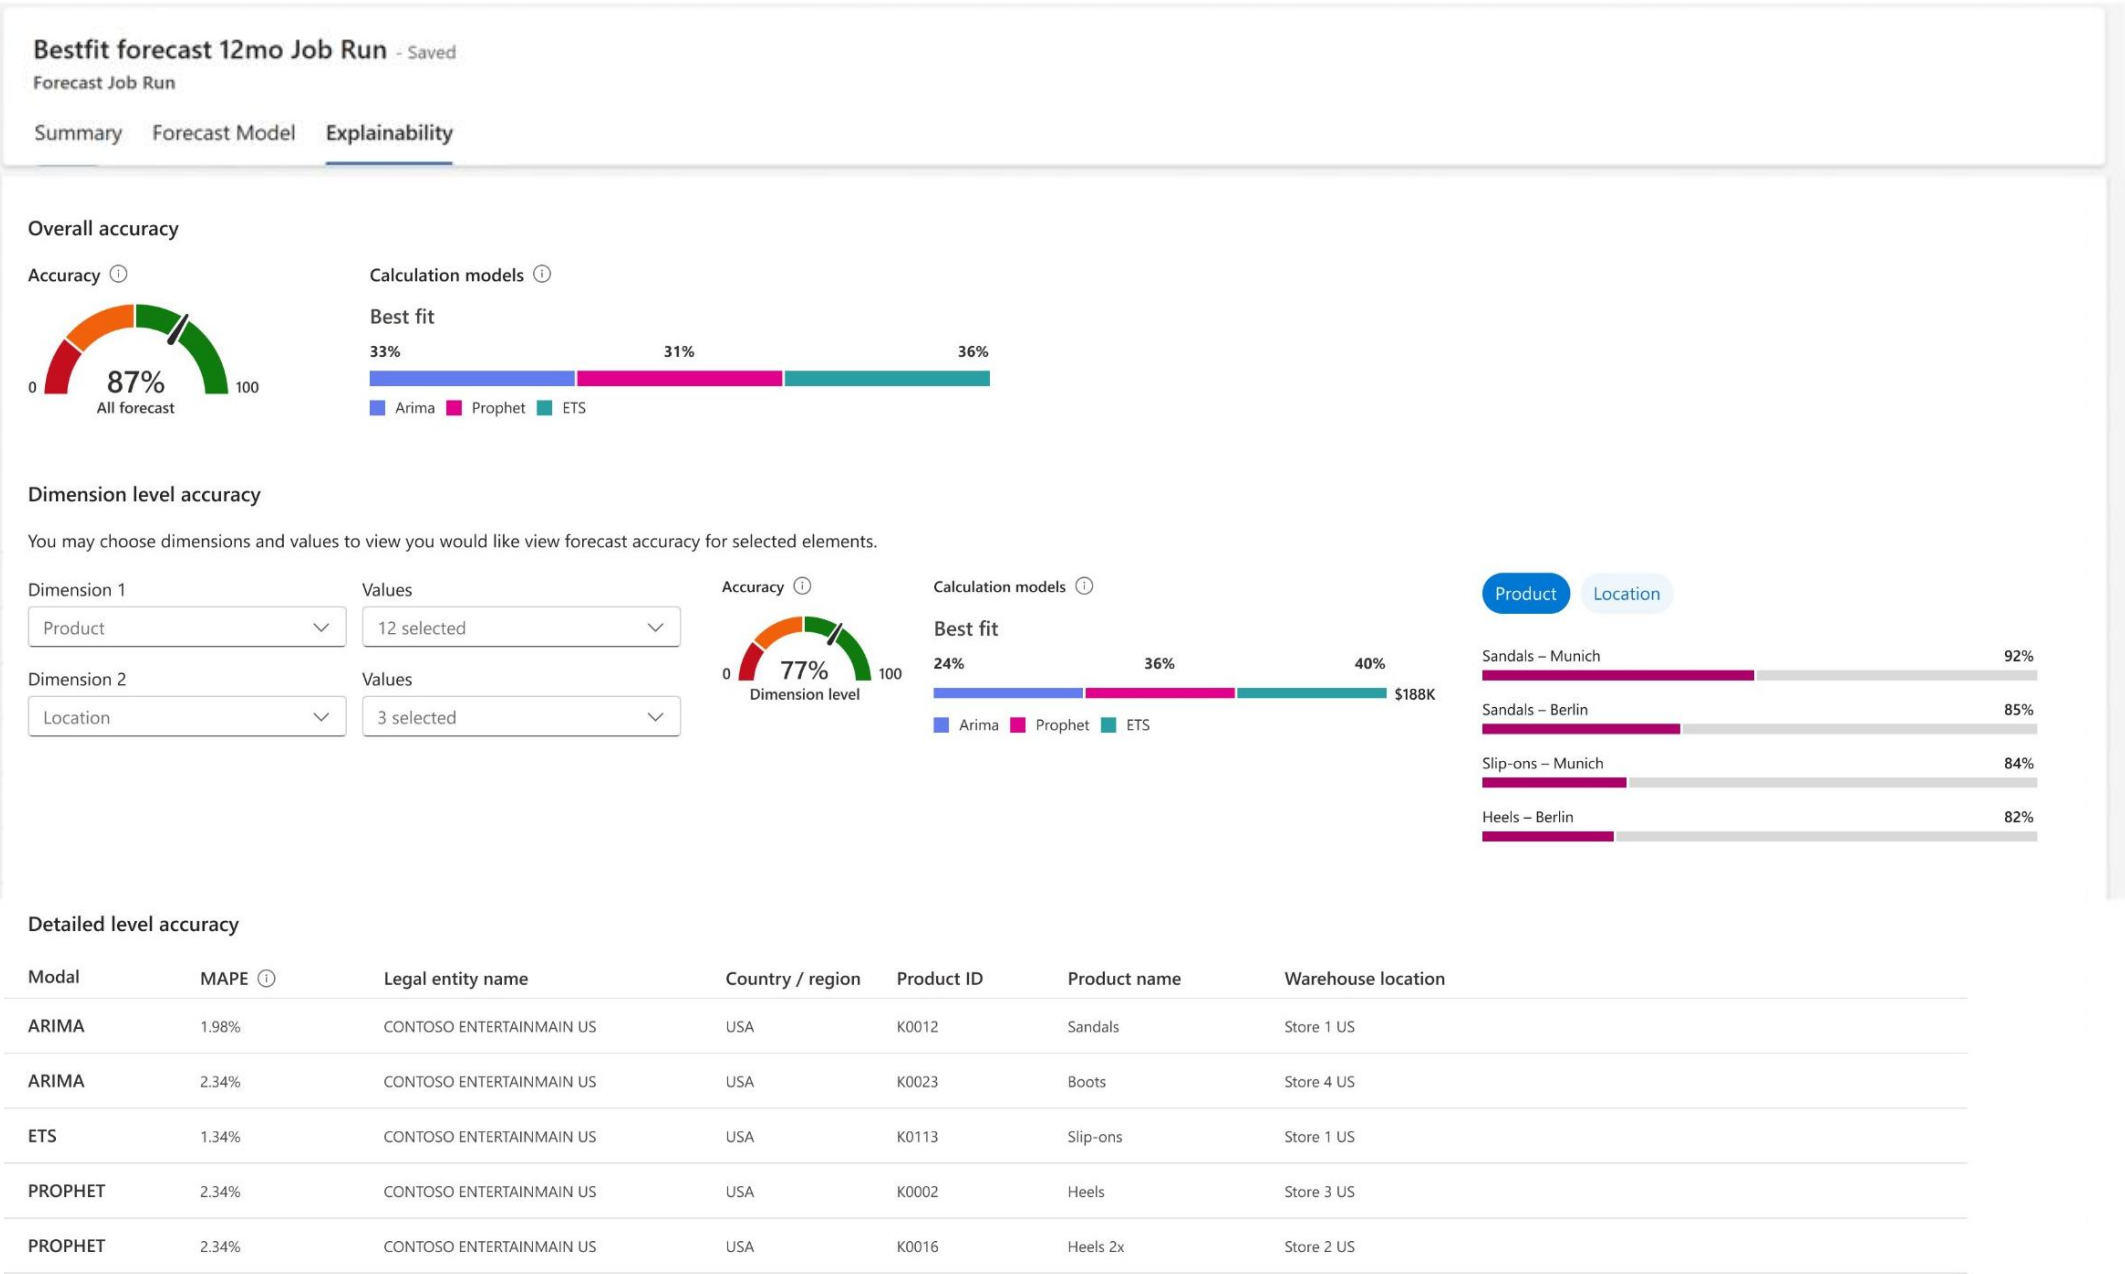 Bestfit forecast 12mo Job Run - Saved
Forecast Job Run
Summary Forecast Model Explainability
Overall accuracy
Accuracy
0 87% 100
All forecast
Calculation models
Best fit
33% 31% 36%
Arima Prophet ETS
Dimension level accuracy
You may choose dimensions and values to view you would like view forecast accuracy for selected elements.
Dimension 1 Values
Product 12 selected
Dimension 2 Values
Location 3 selected
Accuracy
0 77% 100
Dimension level
Calculation models
Best fit
24% 36% 40%
$188K
Arima Prophet ETS
Product Location
Sandals – Munich 92%
Sandals – Berlin 85%
Slip-ons – Munich 84%
Heels – Berlin 82%
Detailed level accuracy
Modal MAPE Legal entity name Country / region Product ID Product name Warehouse location
ARIMA 1.98% CONTOSO ENTERTAINMAIN US USA K0012 Sandals Store 1 US
ARIMA 2.34% CONTOSO ENTERTAINMAIN US USA K0023 Boots Store 4 US
ETS 1.34% CONTOSO ENTERTAINMAIN US USA K0113 Slip-ons Store 1 US
PROPHET 2.34% CONTOSO ENTERTAINMAIN US USA K0002 Heels Store 3 US
PROPHET 2.34% CONTOSO ENTERTAINMAIN US USA K0016 Heels 2x Store 2 US